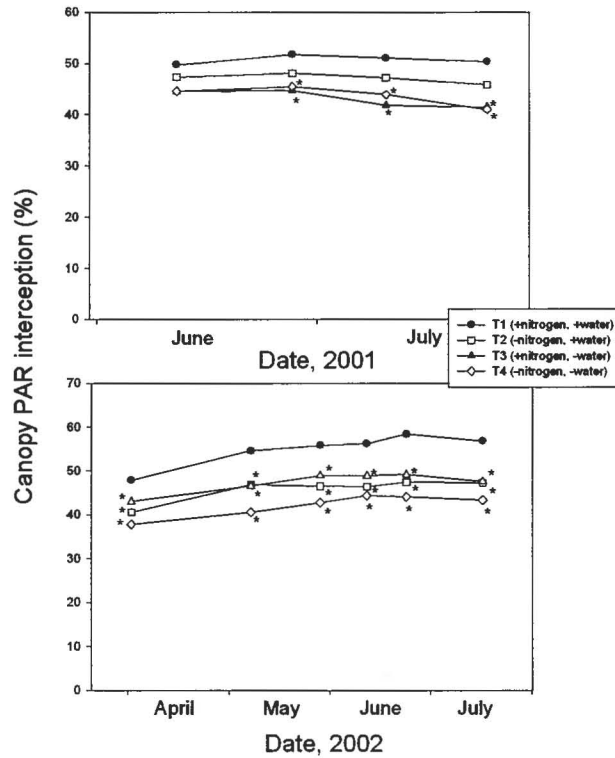 Canopy PAR interception (%)
60
50
40
30
20
10
0
June July
Date, 2001
T1 (+nitrogen, +water)
T2 (-nitrogen, +water)
T3 (+nitrogen, -water)
T4 (-nitrogen, -water)
70
60
50
40
30
20
10
0
* * * * * *
* * * * * *
* * * * * *
April May June July
Date, 2002